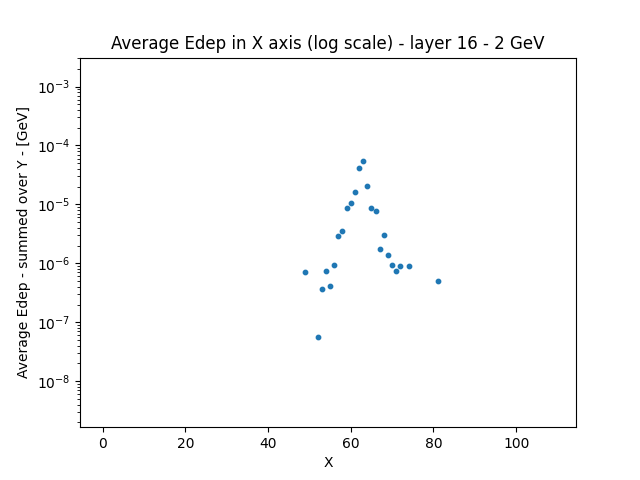 Average Edep in X axis (log scale) - layer 16 - 2 GeV
Average Edep - summed over Y - [GeV]
10⁻³
10⁻⁴
10⁻⁵
10⁻⁶
10⁻⁷
10⁻⁸
0 20 40 60 80 100
X